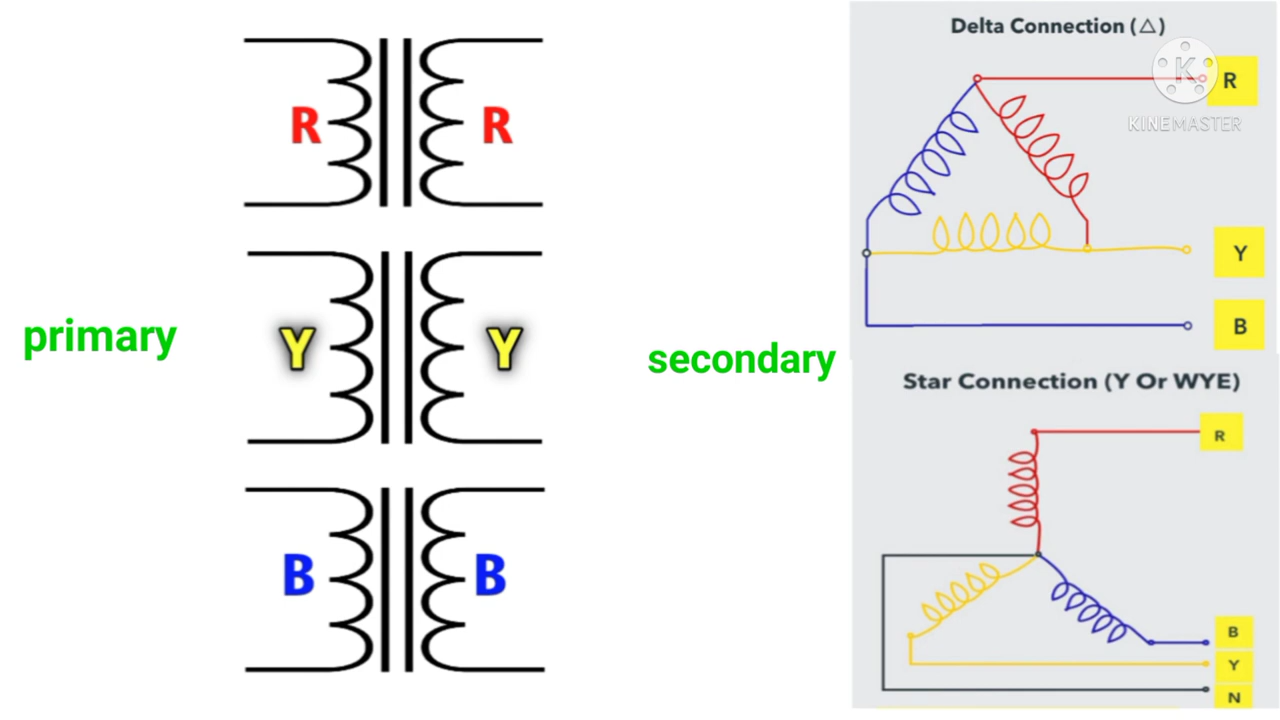 R R
Y Y
B B
primary
secondary
Delta Connection (△)
R
Y
B
KINEMASTER
Star Connection (Y Or WYE)
R
B
Y
N